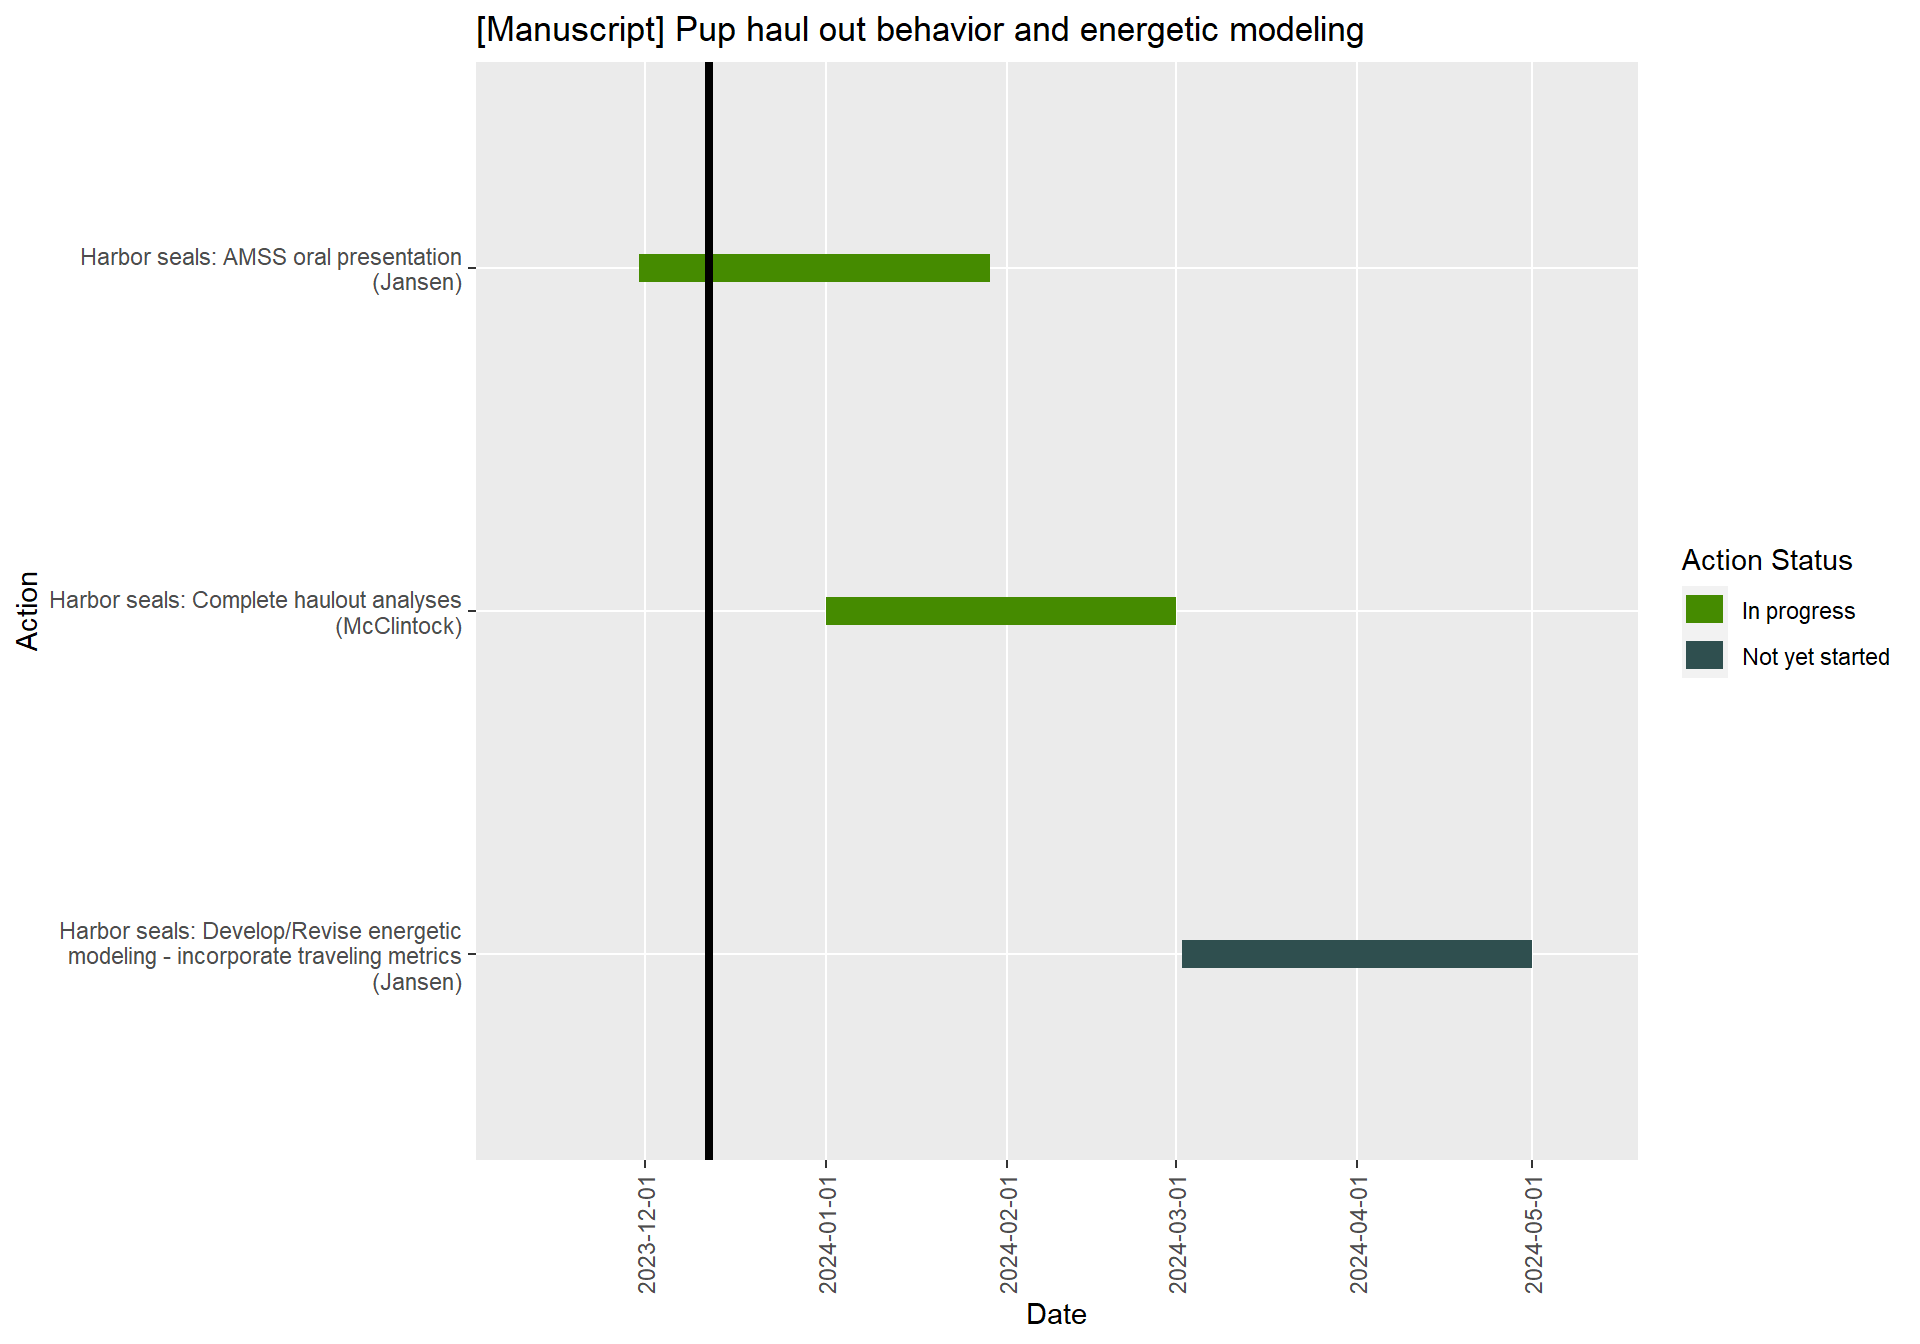 [Manuscript] Pup haul out behavior and energetic modeling
Harbor seals: AMSS oral presentation
(Jansen)
Harbor seals: Complete haulout analyses
(McClintock)
Harbor seals: Develop/Revise energetic
modeling - incorporate traveling metrics
(Jansen)
Action
2023-12-01
2024-01-01
2024-02-01
2024-03-01
2024-04-01
2024-05-01
Date
Action Status
In progress
Not yet started